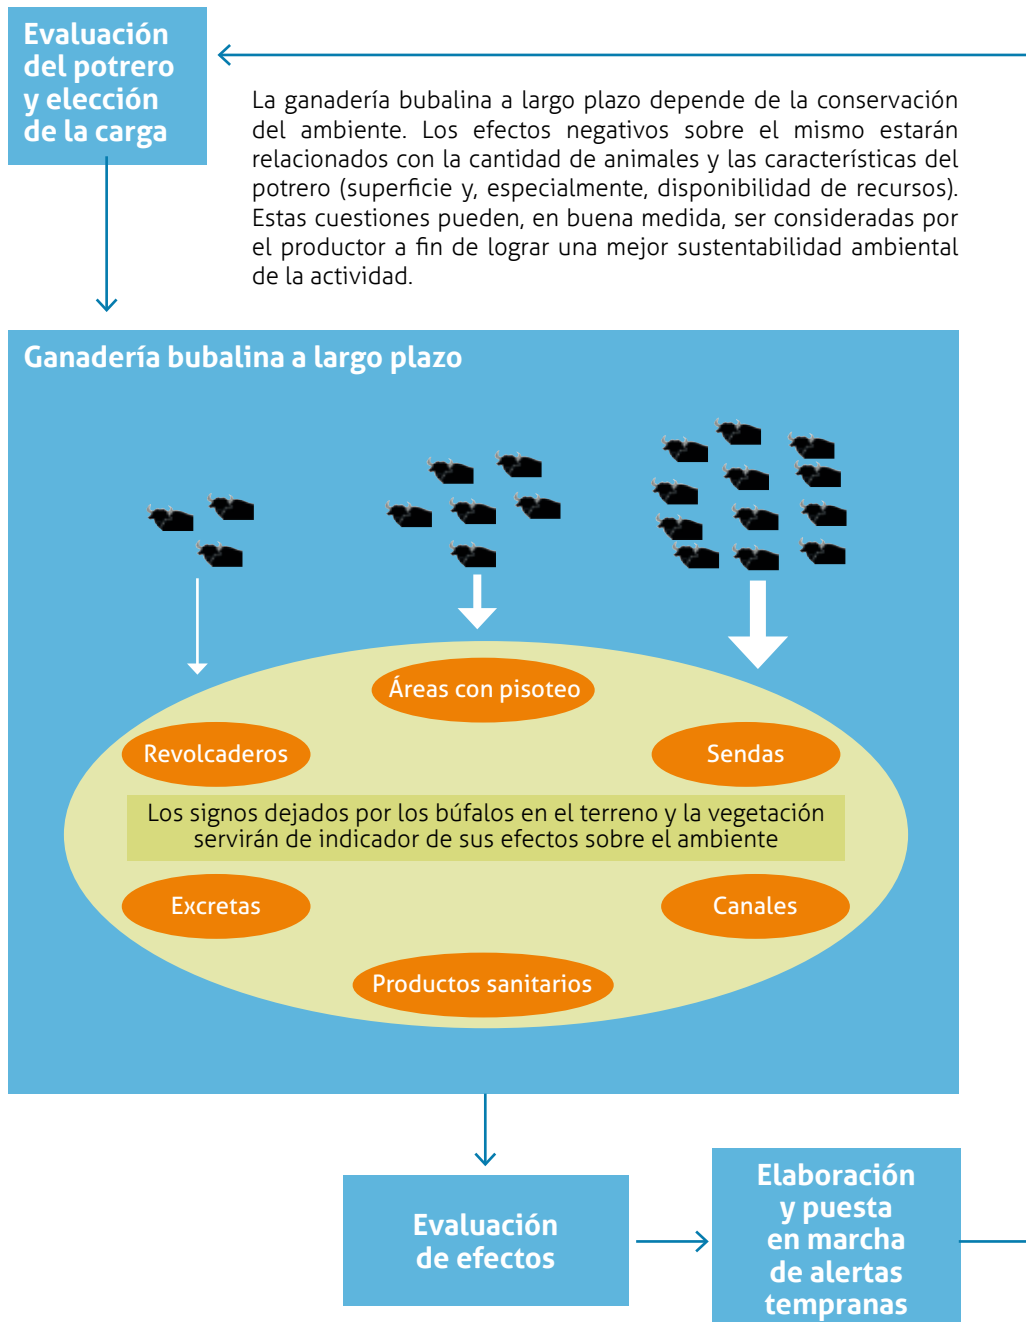 Evaluación
del potrero
y elección
de la carga
La ganadería bubalina a largo plazo depende de la conservación
del ambiente. Los efectos negativos sobre el mismo estarán
relacionados con la cantidad de animales y las características del
potrero (superficie y, especialmente, disponibilidad de recursos).
Estas cuestiones pueden, en buena medida, ser consideradas por
el productor a fin de lograr una mejor sustentabilidad ambiental
de la actividad.
Ganadería bubalina a largo plazo
Áreas con pisoteo
Revolcaderos
Sendas
Los signos dejados por los búfalos en el terreno y la vegetación
servirán de indicador de sus efectos sobre el ambiente
Excretas
Canales
Productos sanitarios
Evaluación
de efectos
Elaboración
y puesta
en marcha
de alertas
tempranas